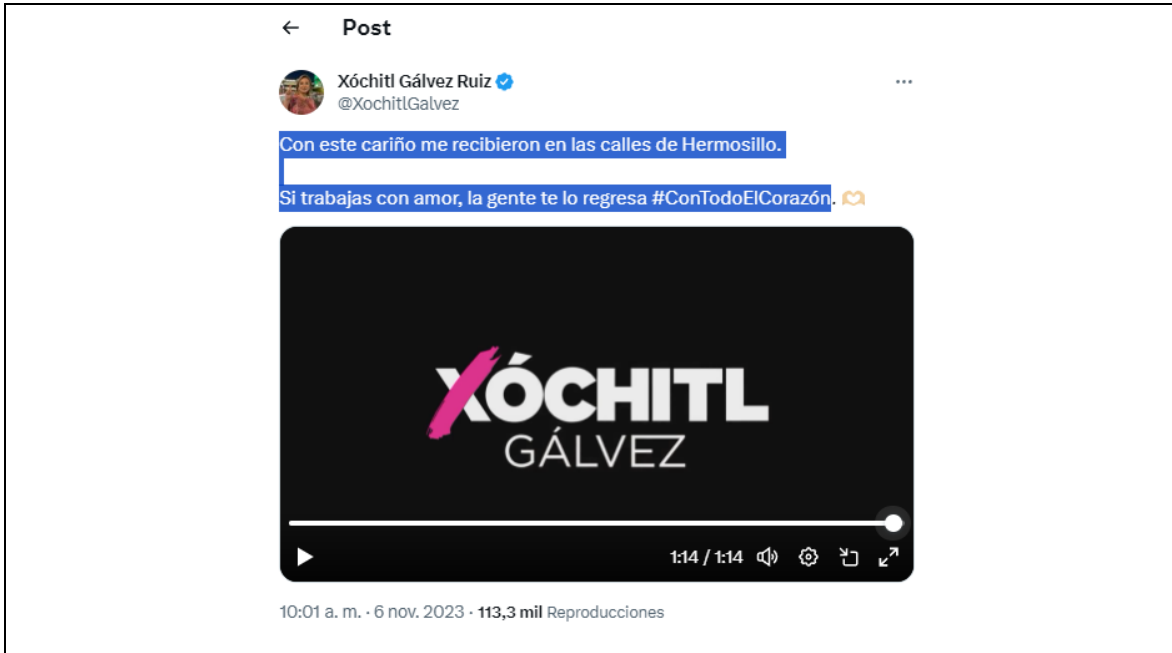 Post
Xóchitl Gálvez Ruiz
@XochitlGalvez
Con este cariño me recibieron en las calles de Hermosillo.
Si trabajas con amor, la gente te lo regresa #ConTodoElCorazón. 🫶🏻
XÓCHITL
GÁLVEZ
1:14 / 1:14
10:01 a. m. · 6 nov. 2023 · 113,3 mil Reproducciones